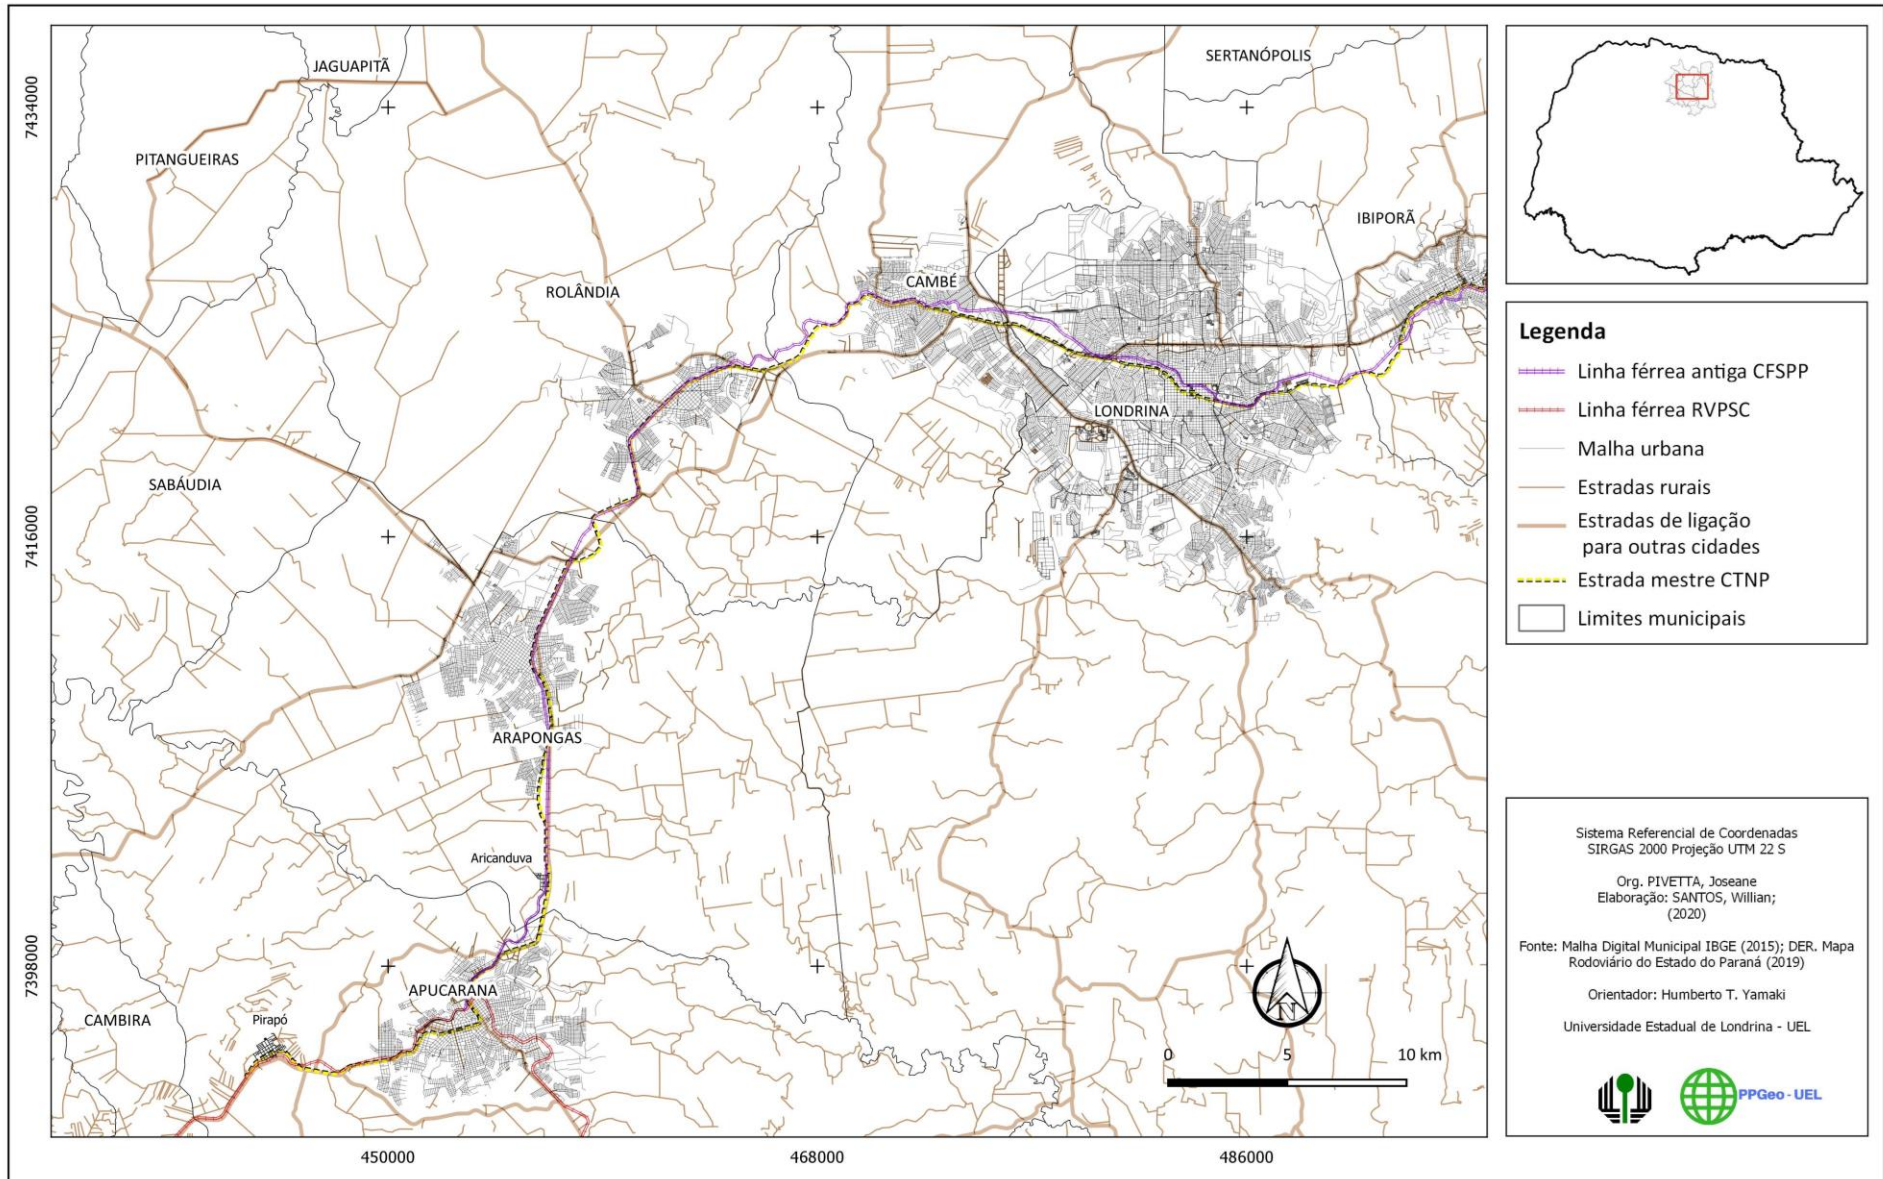 JAGUAPITÃ
SERTANÓPOLIS
7434000
PITANGUEIRAS
IBIPORÃ
CAMBÉ
ROLÂNDIA
LONDRINA
SABÁUDIA
7416000
ARAPONGAS
Aricanduva
7398000
APUCARANA
CAMBIRA
Pirapó
N
0 5 10 km
450000 468000 486000
Legenda
Linha férrea antiga CFSPP
Linha férrea RVPSC
Malha urbana
Estradas rurais
Estradas de ligação
para outras cidades
Estrada mestre CTNP
Limites municipais
Sistema Referencial de Coordenadas
SIRGAS 2000 Projeção UTM 22 S
Org. PIVETTA, Joseane
Elaboração: SANTOS, Willian;
(2020)
Fonte: Malha Digital Municipal IBGE (2015); DER. Mapa
Rodoviário do Estado do Paraná (2019)
Orientador: Humberto T. Yamaki
Universidade Estadual de Londrina - UEL
PPGeo - UEL